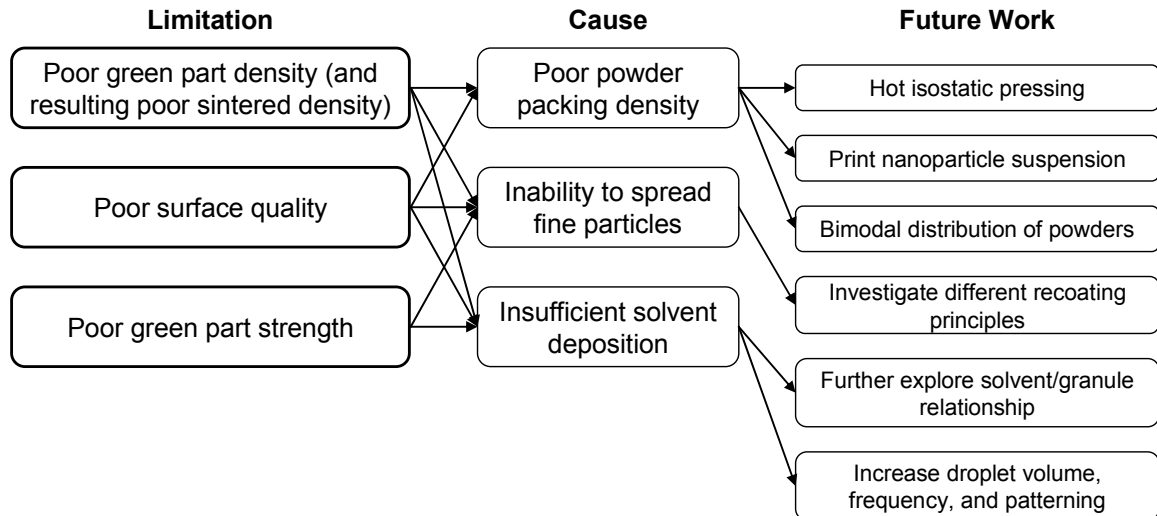 Limitation
Cause
Future Work
Poor green part density (and
resulting poor sintered density)
Poor surface quality
Poor green part strength
Poor powder
packing density
Inability to spread
fine particles
Insufficient solvent
deposition
Hot isostatic pressing
Print nanoparticle suspension
Bimodal distribution of powders
Investigate different recoating
principles
Further explore solvent/granule
relationship
Increase droplet volume,
frequency, and patterning